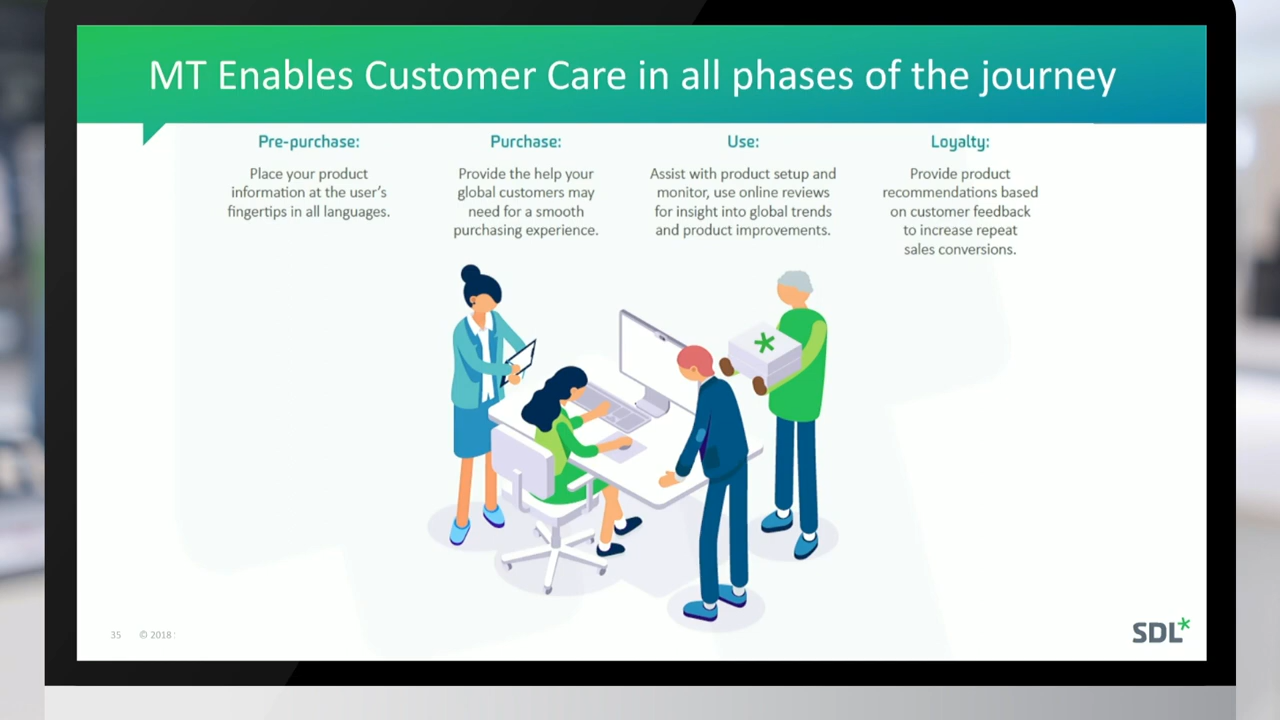 MT Enables Customer Care in all phases of the journey
Pre-purchase:
Place your product
information at the user’s
fingertips in all languages.
Purchase:
Provide the help your
global customers may
need for a smooth
purchasing experience.
Use:
Assist with product setup and
monitor, use online reviews
for insight into global trends
and product improvements.
Loyalty:
Provide product
recommendations based
on customer feedback
to increase repeat
sales conversions.
35 © 2018
SDL*